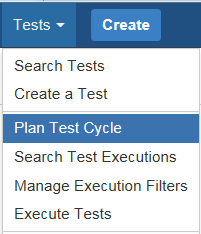 Tests Create
Search Tests
Create a Test
Plan Test Cycle
Search Test Executions
Manage Execution Filters
Execute Tests